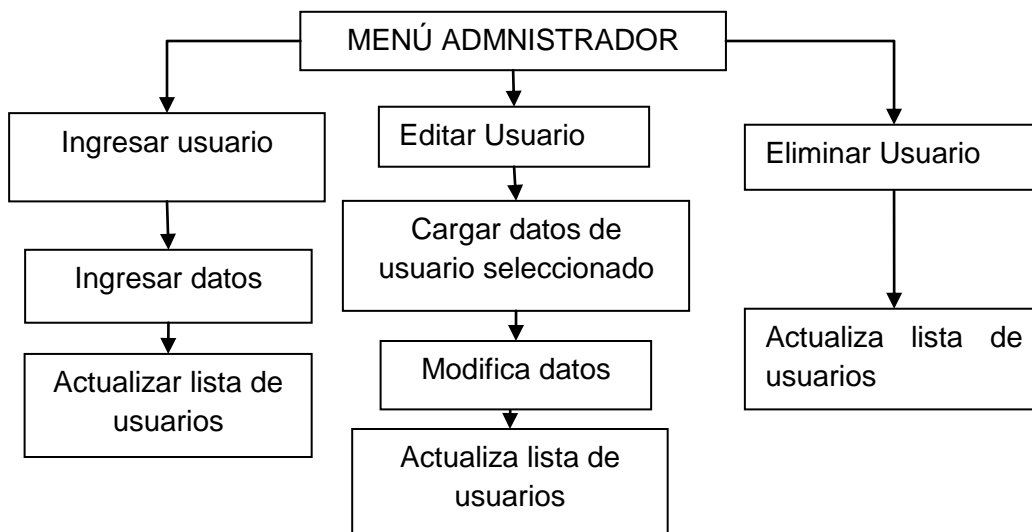 MENÚ ADMNISTRADOR
Ingresar usuario
Ingresar datos
Actualizar lista de
usuarios
Editar Usuario
Cargar datos de
usuario seleccionado
Modifica datos
Actualiza lista de
usuarios
Eliminar Usuario
Actualiza lista de
usuarios